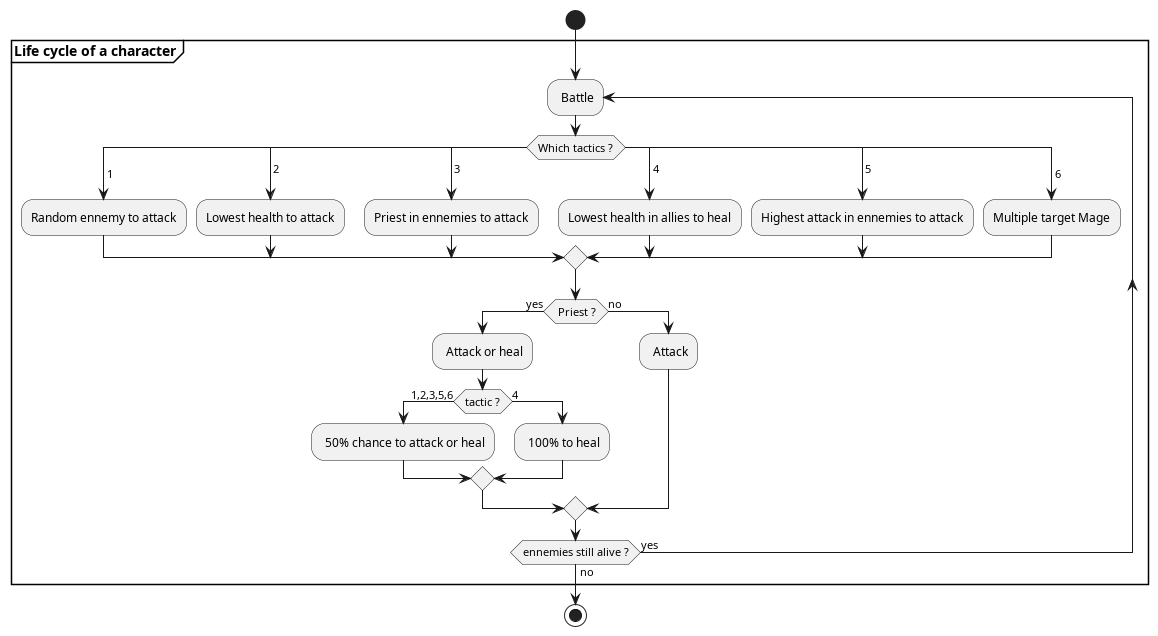 Life cycle of a character
Battle
Which tactics ?
1
2
3
4
5
6
Random ennemy to attack
Lowest health to attack
Priest in ennemies to attack
Lowest health in allies to heal
Highest attack in ennemies to attack
Multiple target Mage
yes
Priest ?
no
Attack or heal
Attack
1,2,3,5,6
tactic ?
4
50% chance to attack or heal
100% to heal
ennemies still alive ?
yes
no